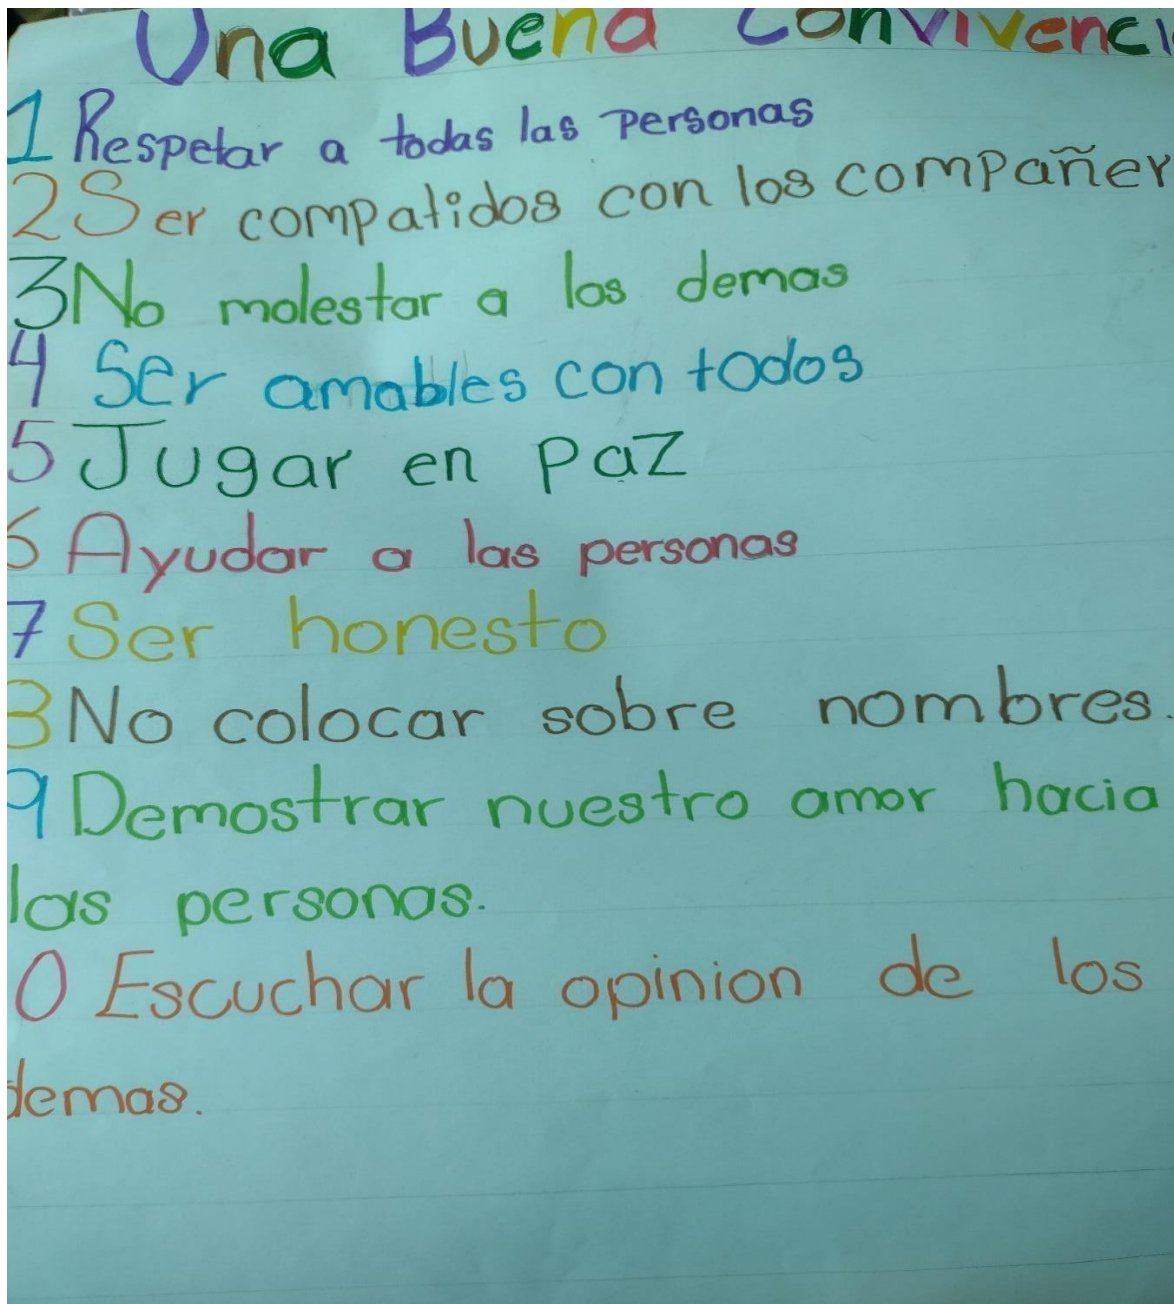 Una Buena Convivenci
1 Respetar a todas las personas
2 Ser compatidos con los compañer
3 No molestar a los demas
4 Ser amables con todos
5 Jugar en paz
6 Ayudar a las personas
7 Ser honesto
8 No colocar sobre nombres.
9 Demostrar nuestro amor hacia
las personas.
0 Escuchar la opinion de los
demas.